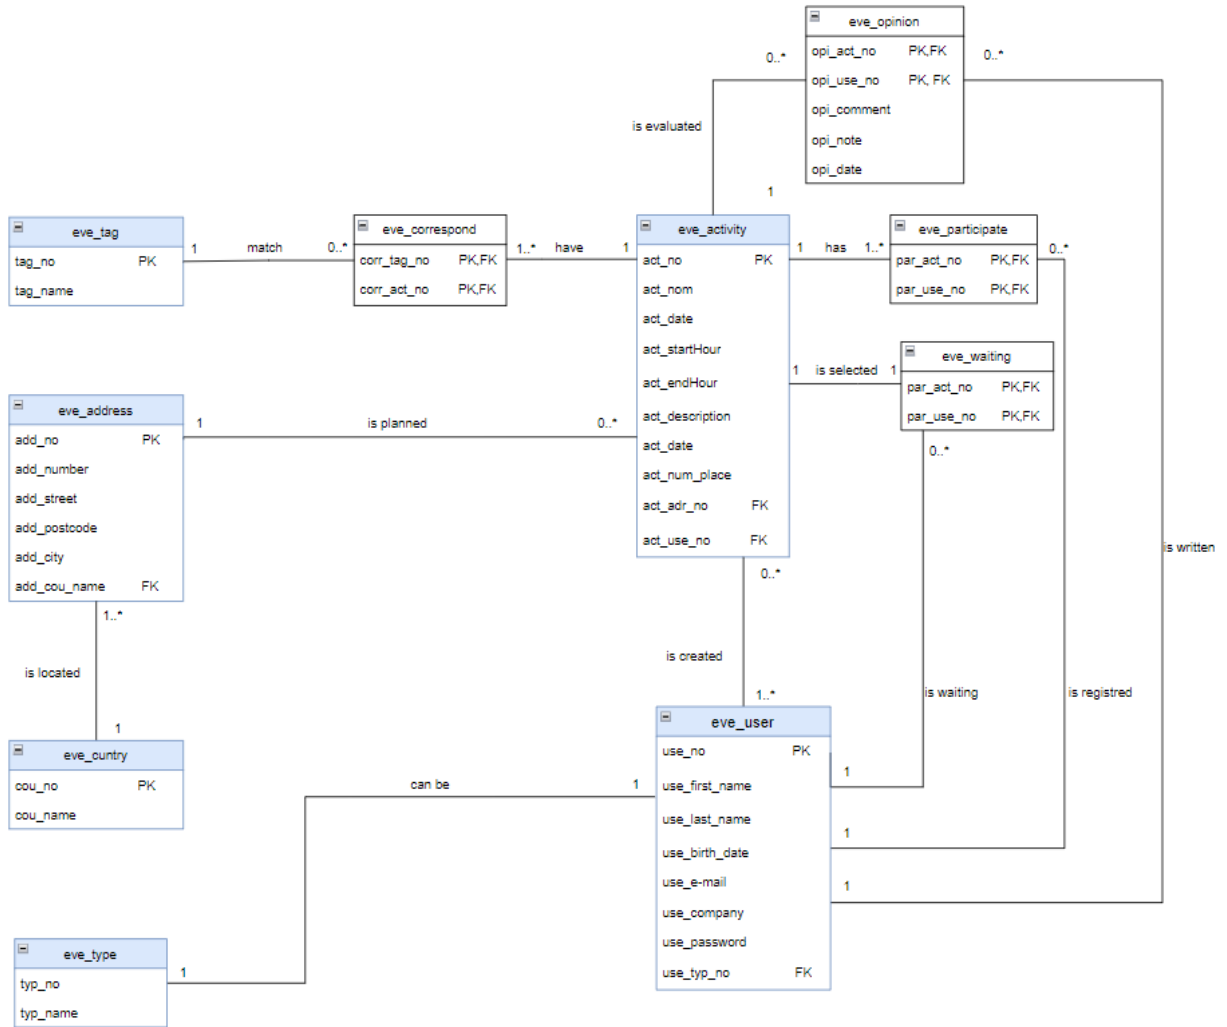 eve_opinion
opi_act_no PK,FK
opi_use_no PK, FK
opi_comment
opi_note
opi_date
0..*
0..*
is evaluated
1
eve_tag
tag_no PK
tag_name
1
match
0..*
eve_correspond
corr_tag_no PK,FK
corr_act_no PK,FK
1..*
have
1
eve_activity
act_no PK
act_nom
act_date
act_startHour
act_endHour
act_description
act_date
act_num_place
act_adr_no FK
act_use_no FK
1
has
1..*
eve_participate
par_act_no PK,FK
par_use_no PK,FK
0..*
1
is selected
1
eve_waiting
par_act_no PK,FK
par_use_no PK,FK
0..*
eve_address
add_no PK
add_number
add_street
add_postcode
add_city
add_cou_name FK
1
is planned
0..*
1..*
is located
1
eve_cuntry
cou_no PK
cou_name
0..*
is created
1..*
is waiting
is registred
is written
eve_user
use_no PK
use_first_name
use_last_name
use_birth_date
use_e-mail
use_company
use_password
use_typ_no FK
1
1
1
can be
1
1
eve_type
typ_no
typ_name